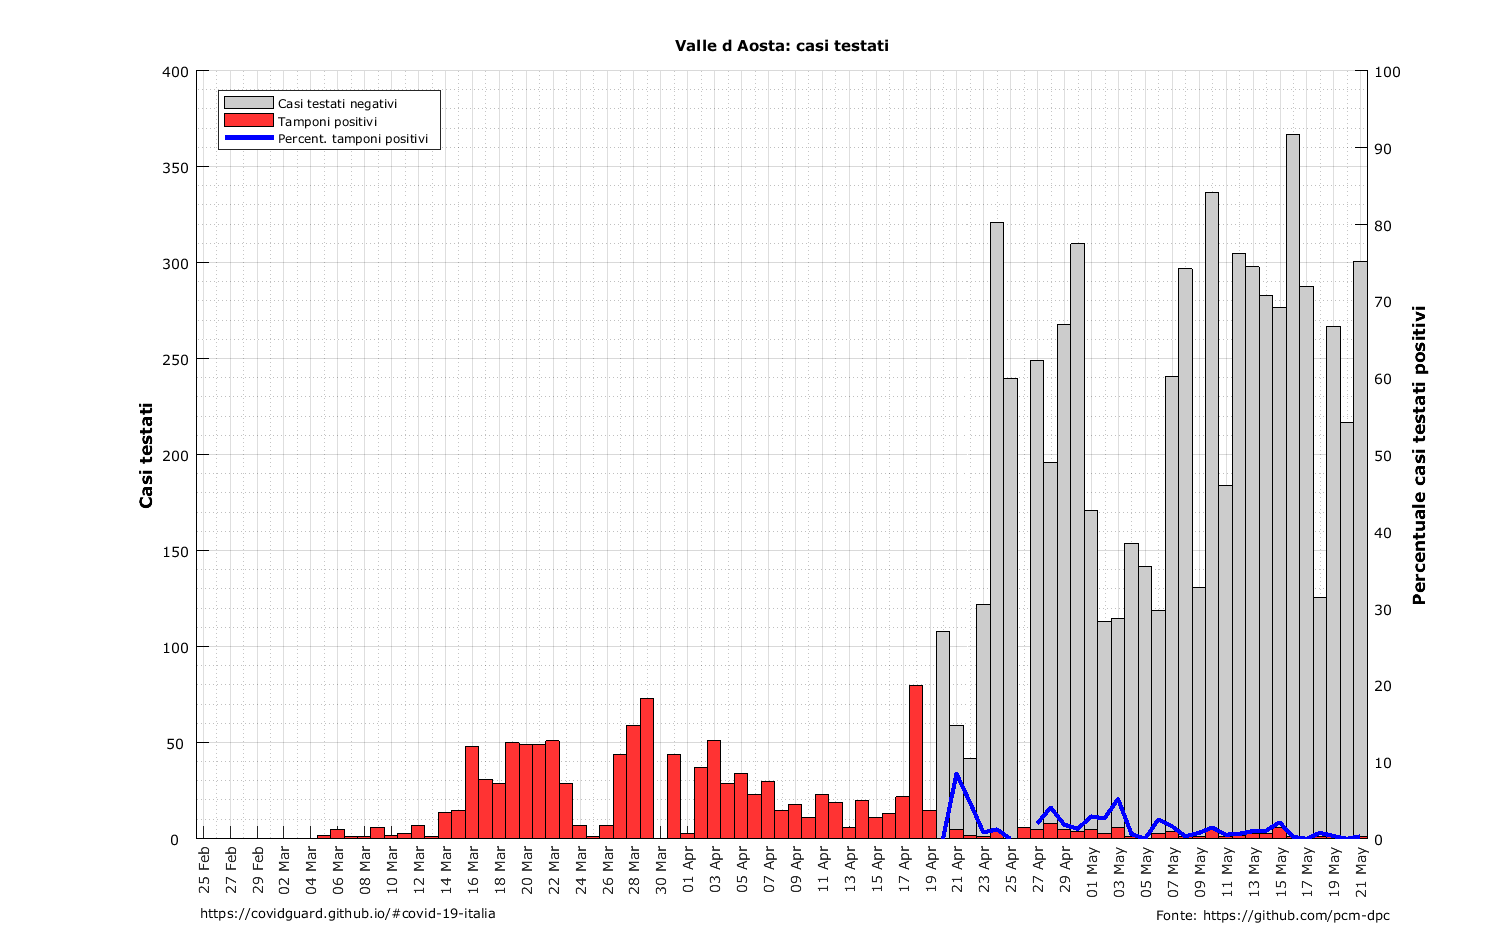 Valle d Aosta: casi testati
Casi testati negativi
Tamponi positivi
Percent. tamponi positivi
Casi testati
400
350
300
250
200
150
100
50
0
Percentuale casi testati positivi
100
90
80
70
60
50
40
30
20
10
0
25 Feb
27 Feb
29 Feb
02 Mar
04 Mar
06 Mar
08 Mar
10 Mar
12 Mar
14 Mar
16 Mar
18 Mar
20 Mar
22 Mar
24 Mar
26 Mar
28 Mar
30 Mar
01 Apr
03 Apr
05 Apr
07 Apr
09 Apr
11 Apr
13 Apr
15 Apr
17 Apr
19 Apr
21 Apr
23 Apr
25 Apr
27 Apr
29 Apr
01 May
03 May
05 May
07 May
09 May
11 May
13 May
15 May
17 May
19 May
21 May
https://covidguard.github.io/#covid-19-italia
Fonte: https://github.com/pcm-dpc